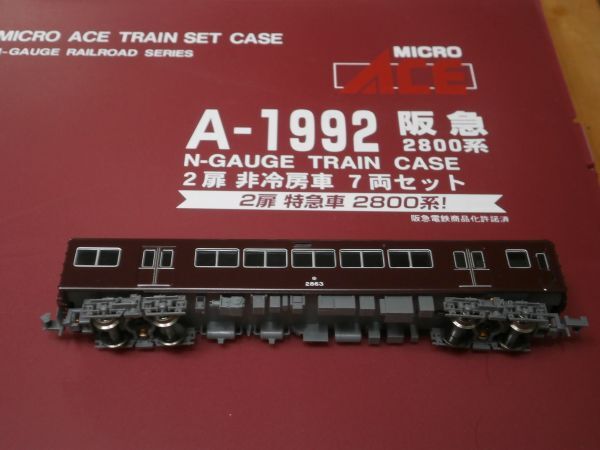 MICRO ACE TRAIN SET CASE
N-GAUGE RAILROAD SERIES
MICRO
ACE
A-1992 阪急
2800系
N-GAUGE TRAIN CASE
2扉 非冷房車 7両セット
2扉 特急車 2800系!
阪急電鉄商品化許諾済
2863